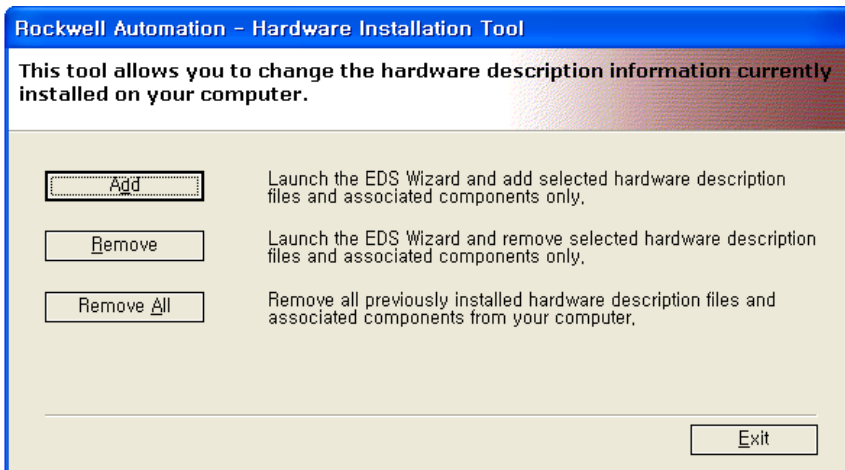 Rockwell Automation - Hardware Installation Tool
This tool allows you to change the hardware description information currently
installed on your computer.
Add
Launch the EDS Wizard and add selected hardware description
files and associated components only,
Remove
Launch the EDS Wizard and remove selected hardware description
files and associated components only,
Remove All
Remove all previously installed hardware description files and
associated components from your computer,
Exit